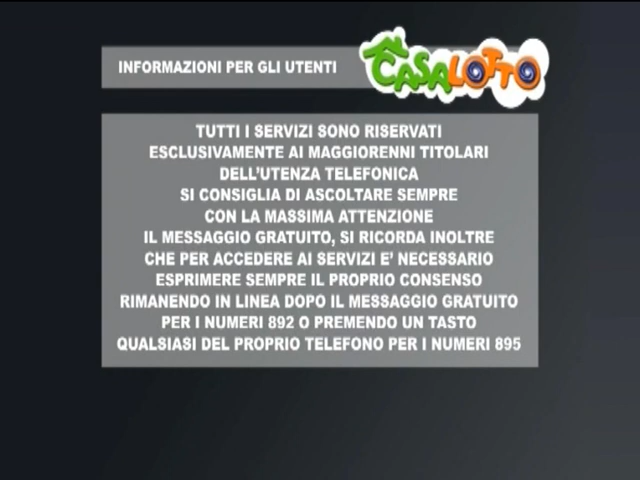 INFORMAZIONI PER GLI UTENTI
CASALOTTO
TUTTI I SERVIZI SONO RISERVATI
ESCLUSIVAMENTE AI MAGGIORENNI TITOLARI
DELL'UTENZA TELEFONICA
SI CONSIGLIA DI ASCOLTARE SEMPRE
CON LA MASSIMA ATTENZIONE
IL MESSAGGIO GRATUITO, SI RICORDA INOLTRE
CHE PER ACCEDERE AI SERVIZI E' NECESSARIO
ESPRIMERE SEMPRE IL PROPRIO CONSENSO
RIMANENDO IN LINEA DOPO IL MESSAGGIO GRATUITO
PER I NUMERI 892 O PREMENDO UN TASTO
QUALSIASI DEL PROPRIO TELEFONO PER I NUMERI 895